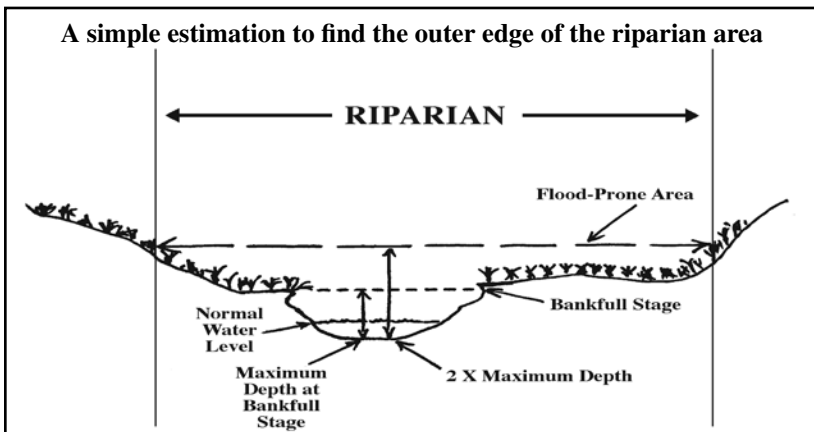 A simple estimation to find the outer edge of the riparian area
RIPARIAN
Flood-Prone Area
Bankfull Stage
Normal
Water
Level
Maximum
Depth at
Bankfull
Stage
2 X Maximum Depth